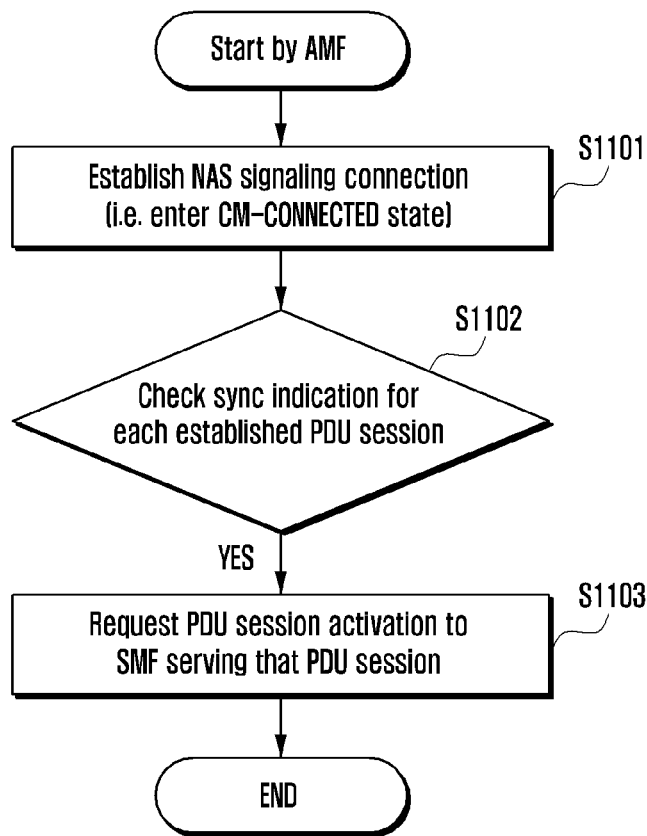 Start by AMF
Establish NAS signaling connection
(i.e. enter CM-CONNECTED state)
S1101
S1102
Check sync indication for
each established PDU session
YES
S1103
Request PDU session activation to
SMF serving that PDU session
END